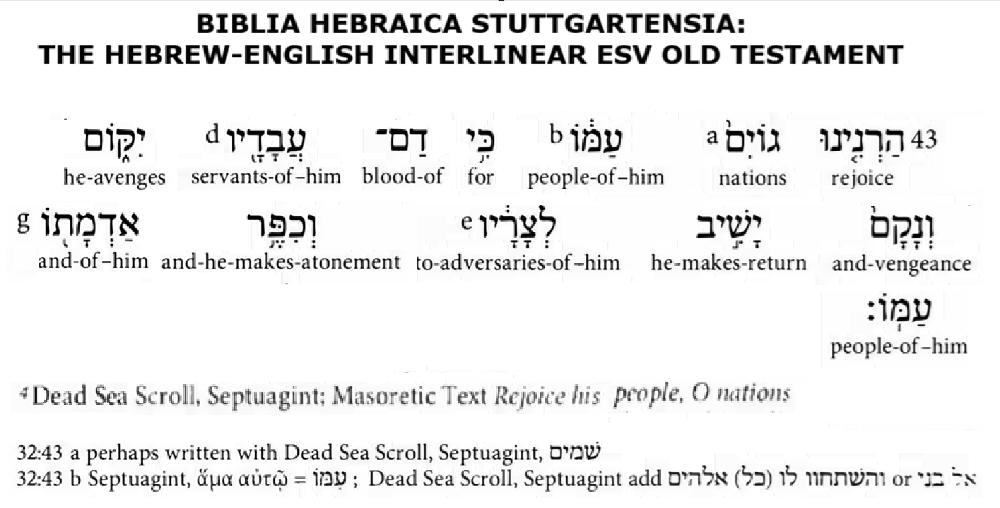 BIBLIA HEBRAICA STUTTGARTENSIA:
THE HEBREW-ENGLISH INTERLINEAR ESV OLD TESTAMENT
43 הַרְנִ֤ינוּ גוֹיִם֙ a עַמּ֔וֹ b כִּ֥י דַם־ עֲבָדָ֖יו d יִקּ֑וֹם
he-avenges servants-of-him blood-of for people-of-him nations rejoice
וְנָקָם֙ יָשִׁ֣יב לְצָרָ֔יו e וְכִפֶּ֥ר אַדְמָת֖וֹ g
and-of-him and-he-makes-atonement to-adversaries-of-him he-makes-return and-vengeance
עַמּֽוֹ׃
people-of-him
4 Dead Sea Scroll, Septuagint; Masoretic Text Rejoice his people, O nations
32:43 a perhaps written with Dead Sea Scroll, Septuagint, שׁמים
32:43 b Septuagint, ἅμα αὐτῷ = עִמּוֹ ; Dead Sea Scroll, Septuagint add והשתחוו לו (כל) אלהים or אל בני